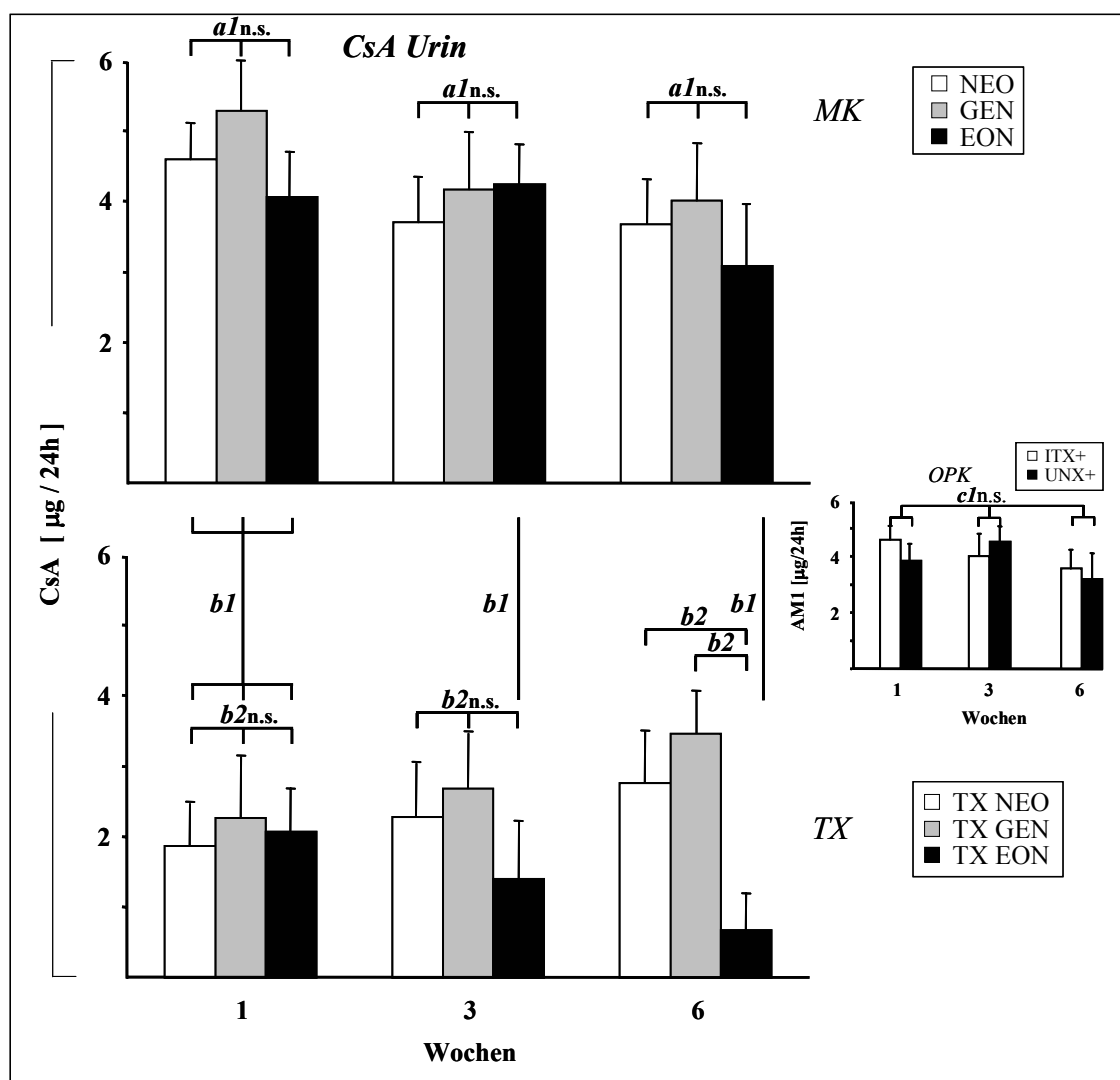 a1n.s.
CsA Urin
6
a1n.s.
a1n.s.
MK
NEO
GEN
EON
4
2
CsA [ µg / 24h]
OPK
ITX+
UNX+
c1n.s.
6
4
2
AM1 [µg/24h]
1 3 6
Wochen
6
b1
b1
b1
b2
b2
4
b2n.s.
b2n.s.
2
TX
TX NEO
TX GEN
TX EON
1 3 6
Wochen